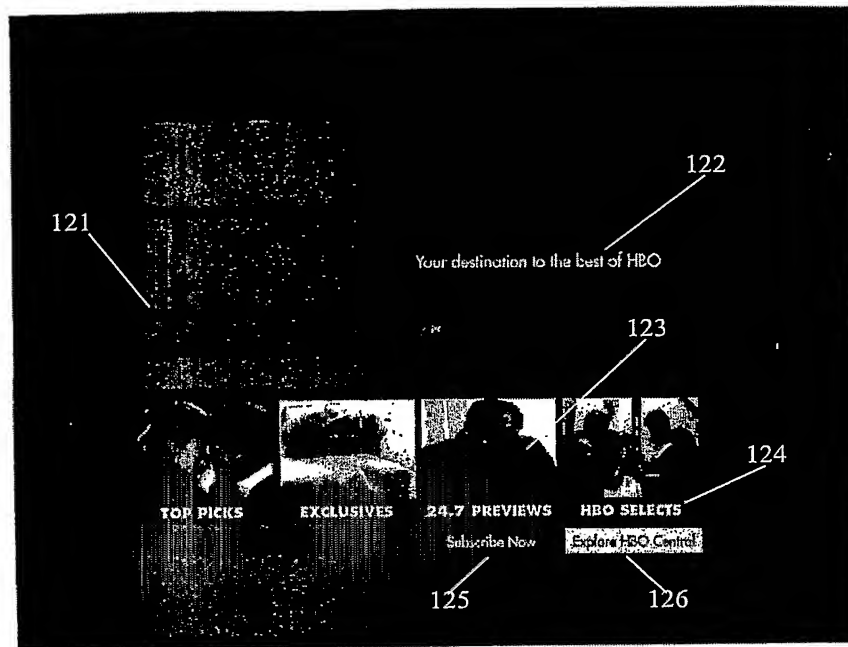 122
121
Your destination to the best of HBO
123
124
TOP PICKS EXCLUSIVES 24.7 PREVIEWS HBO SELECTS
Subscribe Now Explore HBO Central
125 126